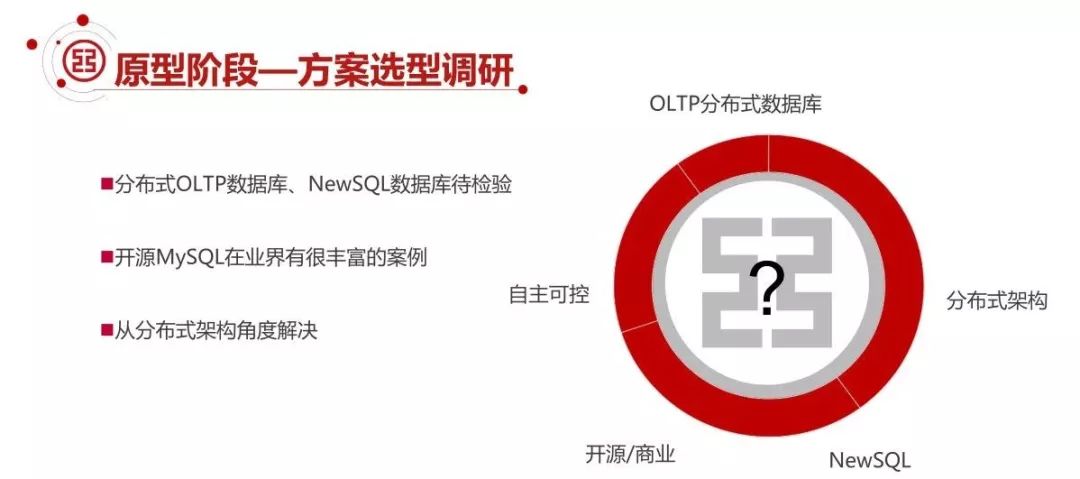 原型阶段—方案选型调研
OLTP分布式数据库
■分布式OLTP数据库、NewSQL数据库待检验
■开源MySQL在业界有很丰富的案例
■从分布式架构角度解决
自主可控
?
分布式架构
开源/商业
NewSQL